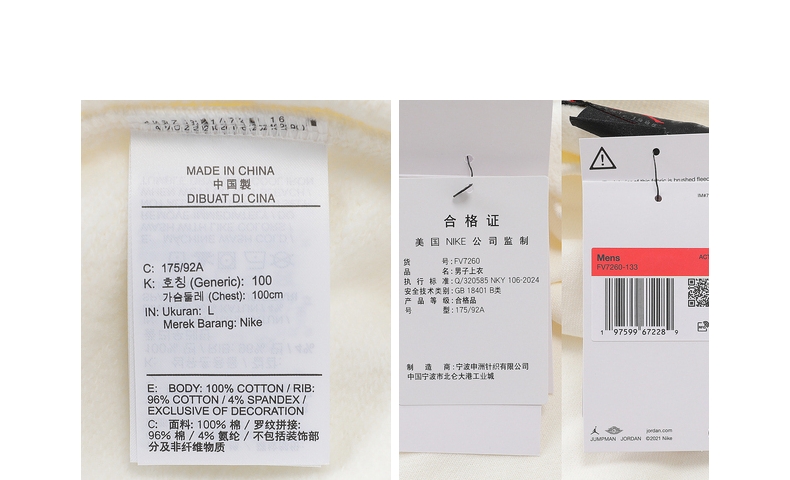 MADE IN CHINA
中国製
DIBUAT DI CINA
C: 175/92A
K: 호칭 (Generic): 100
가슴둘레 (Chest): 100cm
IN: Ukuran: L
Merek Barang: Nike
E: BODY: 100% COTTON / RIB:
96% COTTON / 4% SPANDEX /
EXCLUSIVE OF DECORATION
C: 面料: 100% 棉 / 罗纹拼接:
96% 棉 / 4% 氨纶 / 不包括装饰部
分及非纤维物质
合格证
美国 NIKE 公司监制
货号: FV7260
品名: 男子上衣
执行标准: Q/320585 NKY 106-2024
安全技术类别: GB 18401 B类
产品等级: 合格品
号型: 175/92A
制造商: 宁波申洲针织有限公司
中国宁波市北仑大港工业城
is brushed fleec
IM#7
Mens
ACT
FV7260-133
1 97599 67228 9
JUMPMAN JORDAN
jordan.com
©2021 Nike